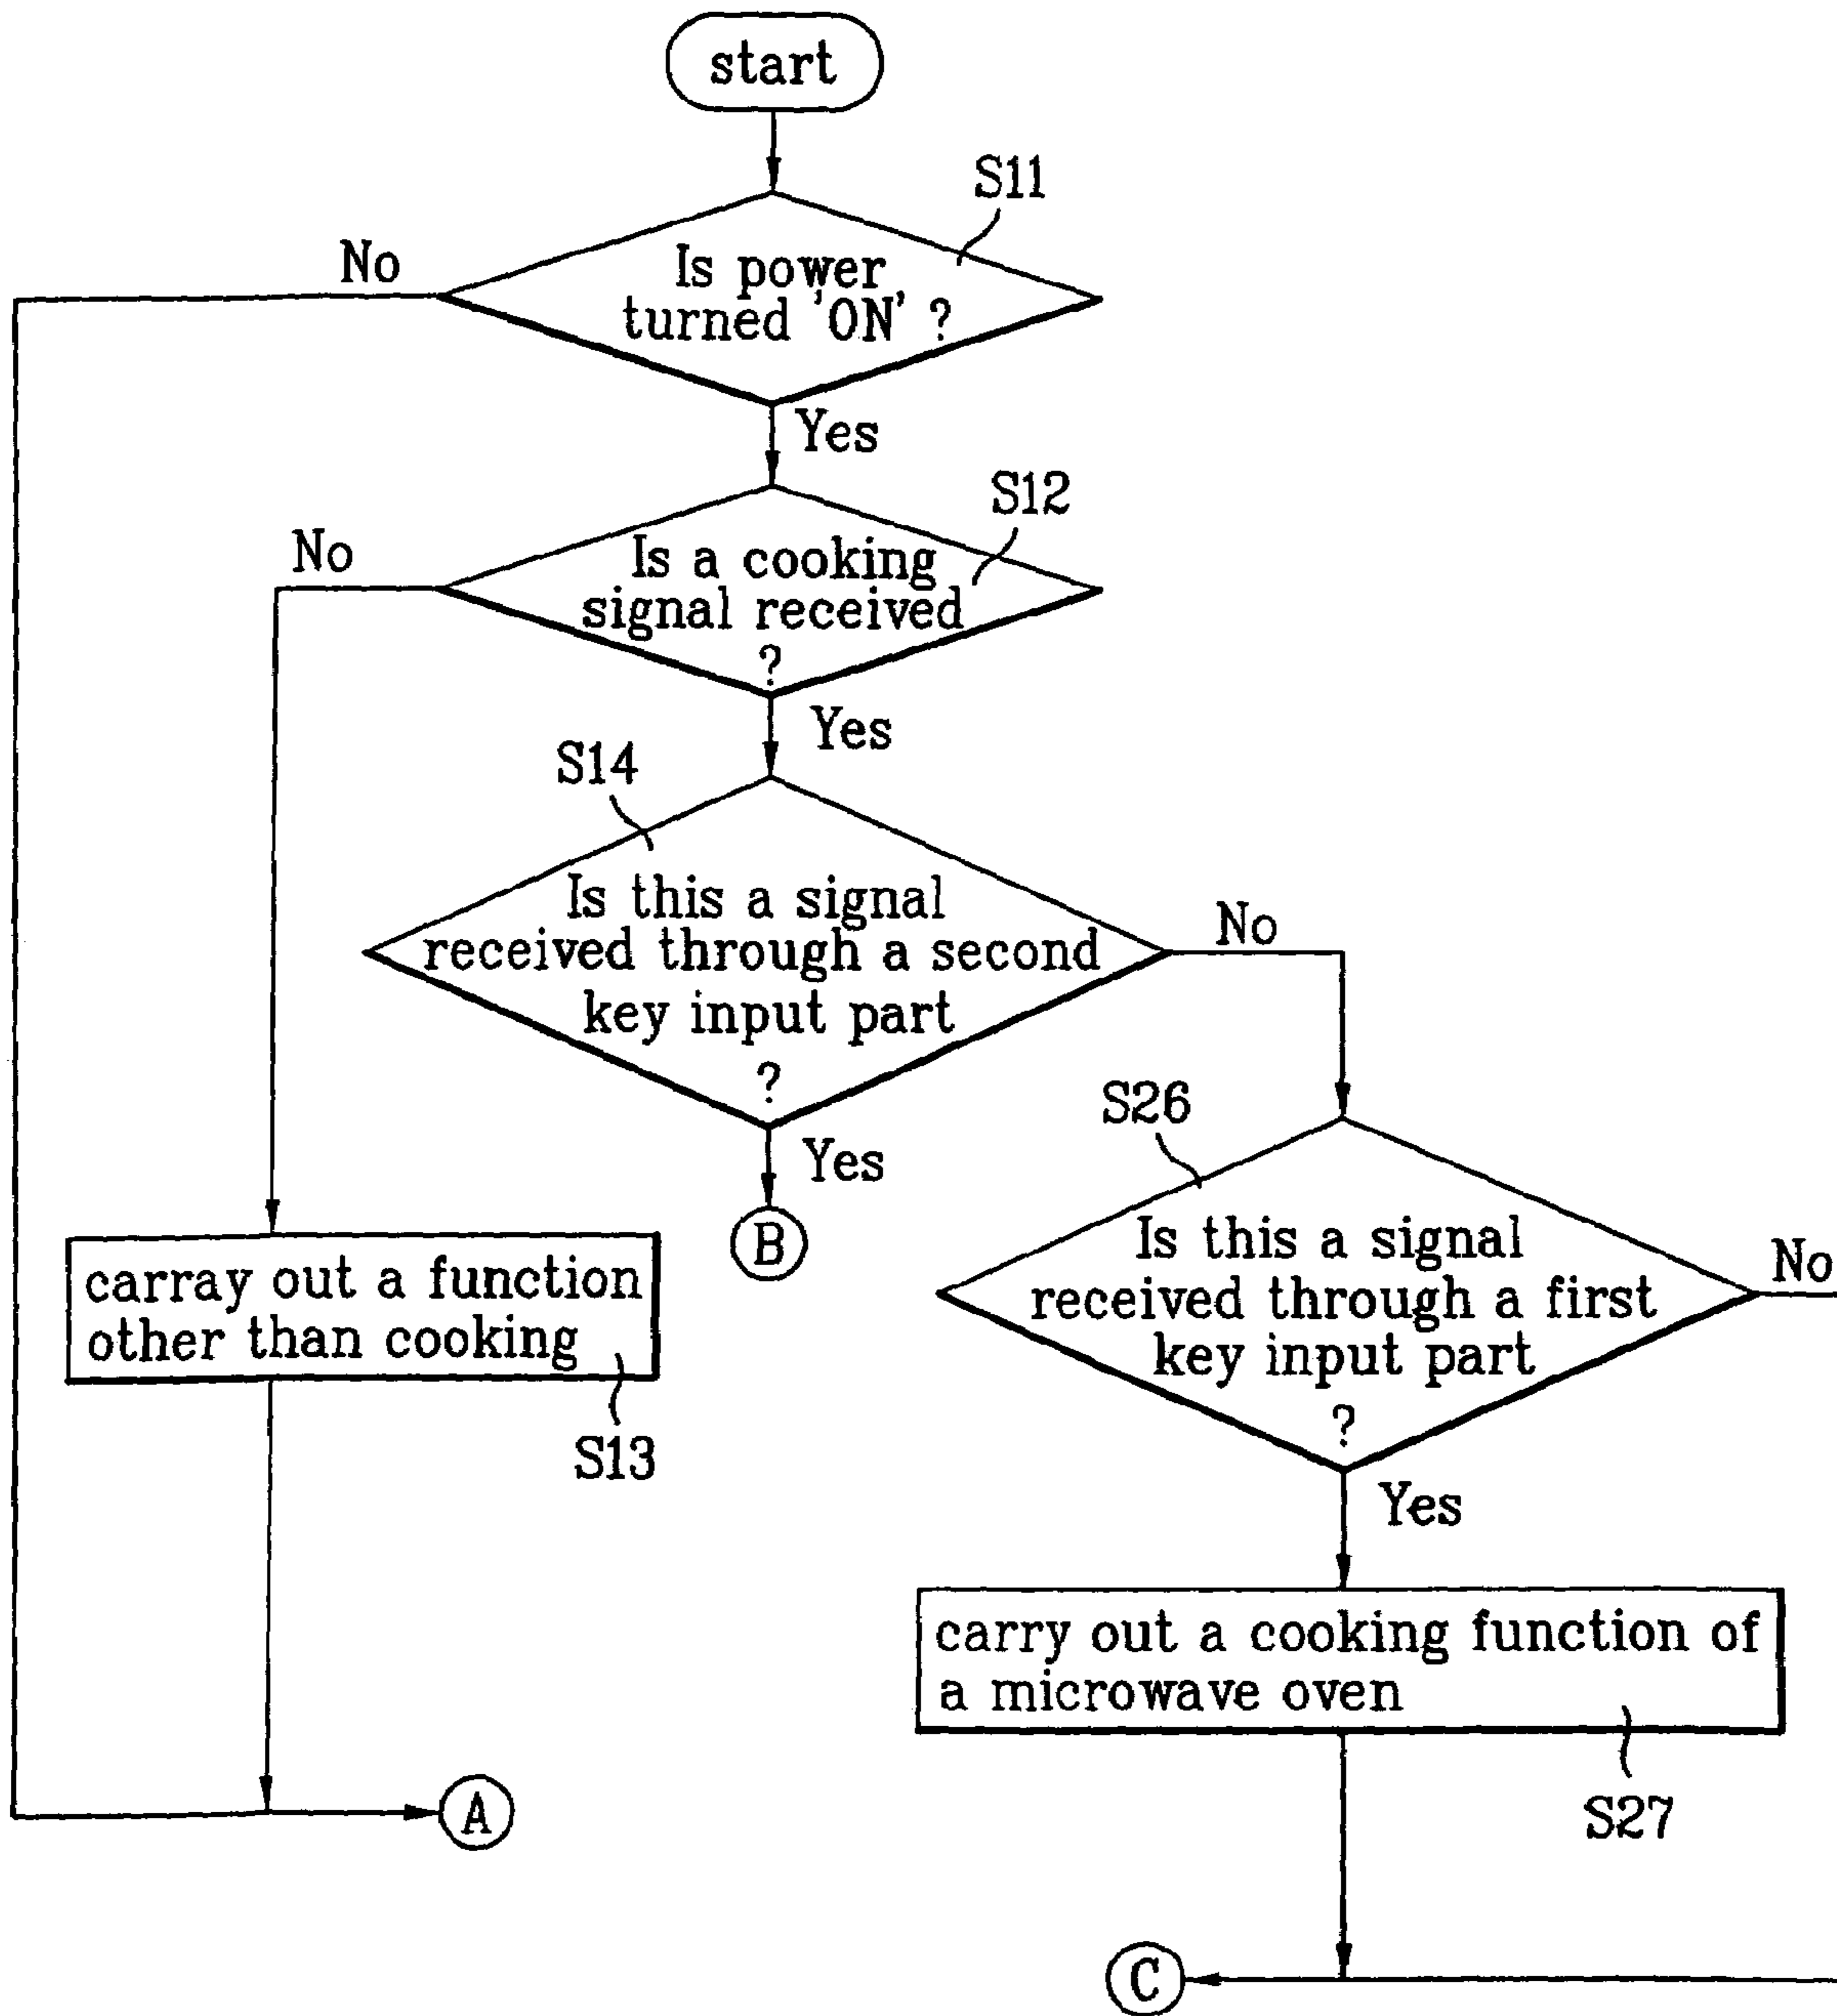 start
S11
No
Is power
turned 'ON' ?
Yes
S12
No
Is a cooking
signal received
?
Yes
S14
Is this a signal
received through a second
key input part
?
No
Yes
B
S26
Is this a signal
received through a first
key input part
?
No
carray out a function
other than cooking
S13
Yes
carry out a cooking function of
a microwave oven
S27
A
C